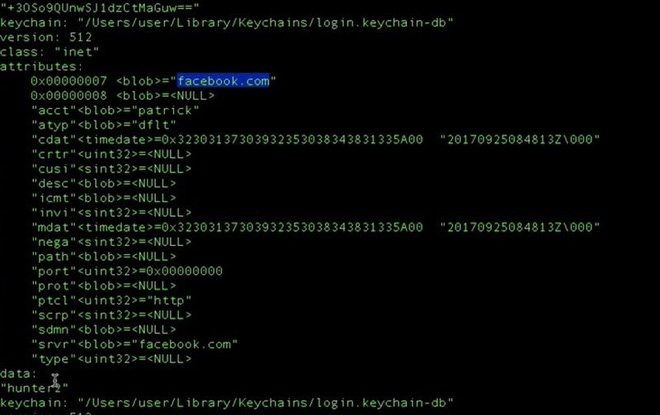 "+3OSo9QUnwSJ1dzCtMaGuw=="
keychain: "/Users/user/Library/Keychains/login.keychain-db"
version: 512
class: "inet"
attributes:
0x00000007 <blob>="facebook.com"
0x00000008 <blob>=<NULL>
"acct"<blob>="patrick"
"atyp"<blob>="dflt"
"cdat"<timedate>=0x32303137303932353038343831335A00 "20170925084813Z\000"
"crtr"<uint32>=<NULL>
"cusi"<sint32>=<NULL>
"desc"<blob>=<NULL>
"icmt"<blob>=<NULL>
"invi"<sint32>=<NULL>
"mdat"<timedate>=0x32303137303932353038343831335A00 "20170925084813Z\000"
"nega"<sint32>=<NULL>
"path"<blob>=<NULL>
"port"<uint32>=0x00000000
"prot"<blob>=<NULL>
"ptcl"<uint32>="http"
"scrp"<sint32>=<NULL>
"sdmn"<blob>=<NULL>
"srvr"<blob>="facebook.com"
"type"<uint32>=<NULL>
data:
"hunter2"
keychain: "/Users/user/Library/Keychains/login.keychain-db"